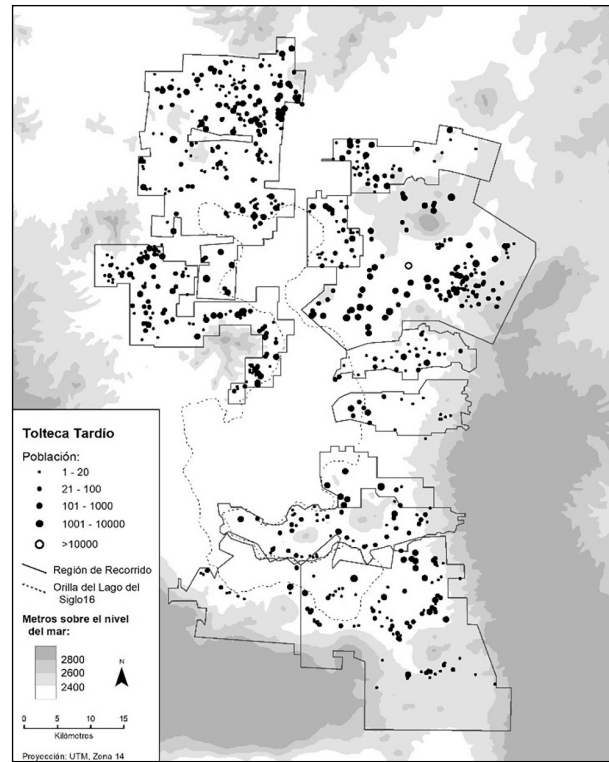 Tolteca Tardío
Población:
1 - 20
21 - 100
101 - 1000
1001 - 10000
>10000
Región de Recorrido
Orilla del Lago del
Siglo16
Metros sobre el nivel
del mar:
2800
2600
2400
N
0 5 10 15
Kilómetros
Proyección: UTM, Zona 14